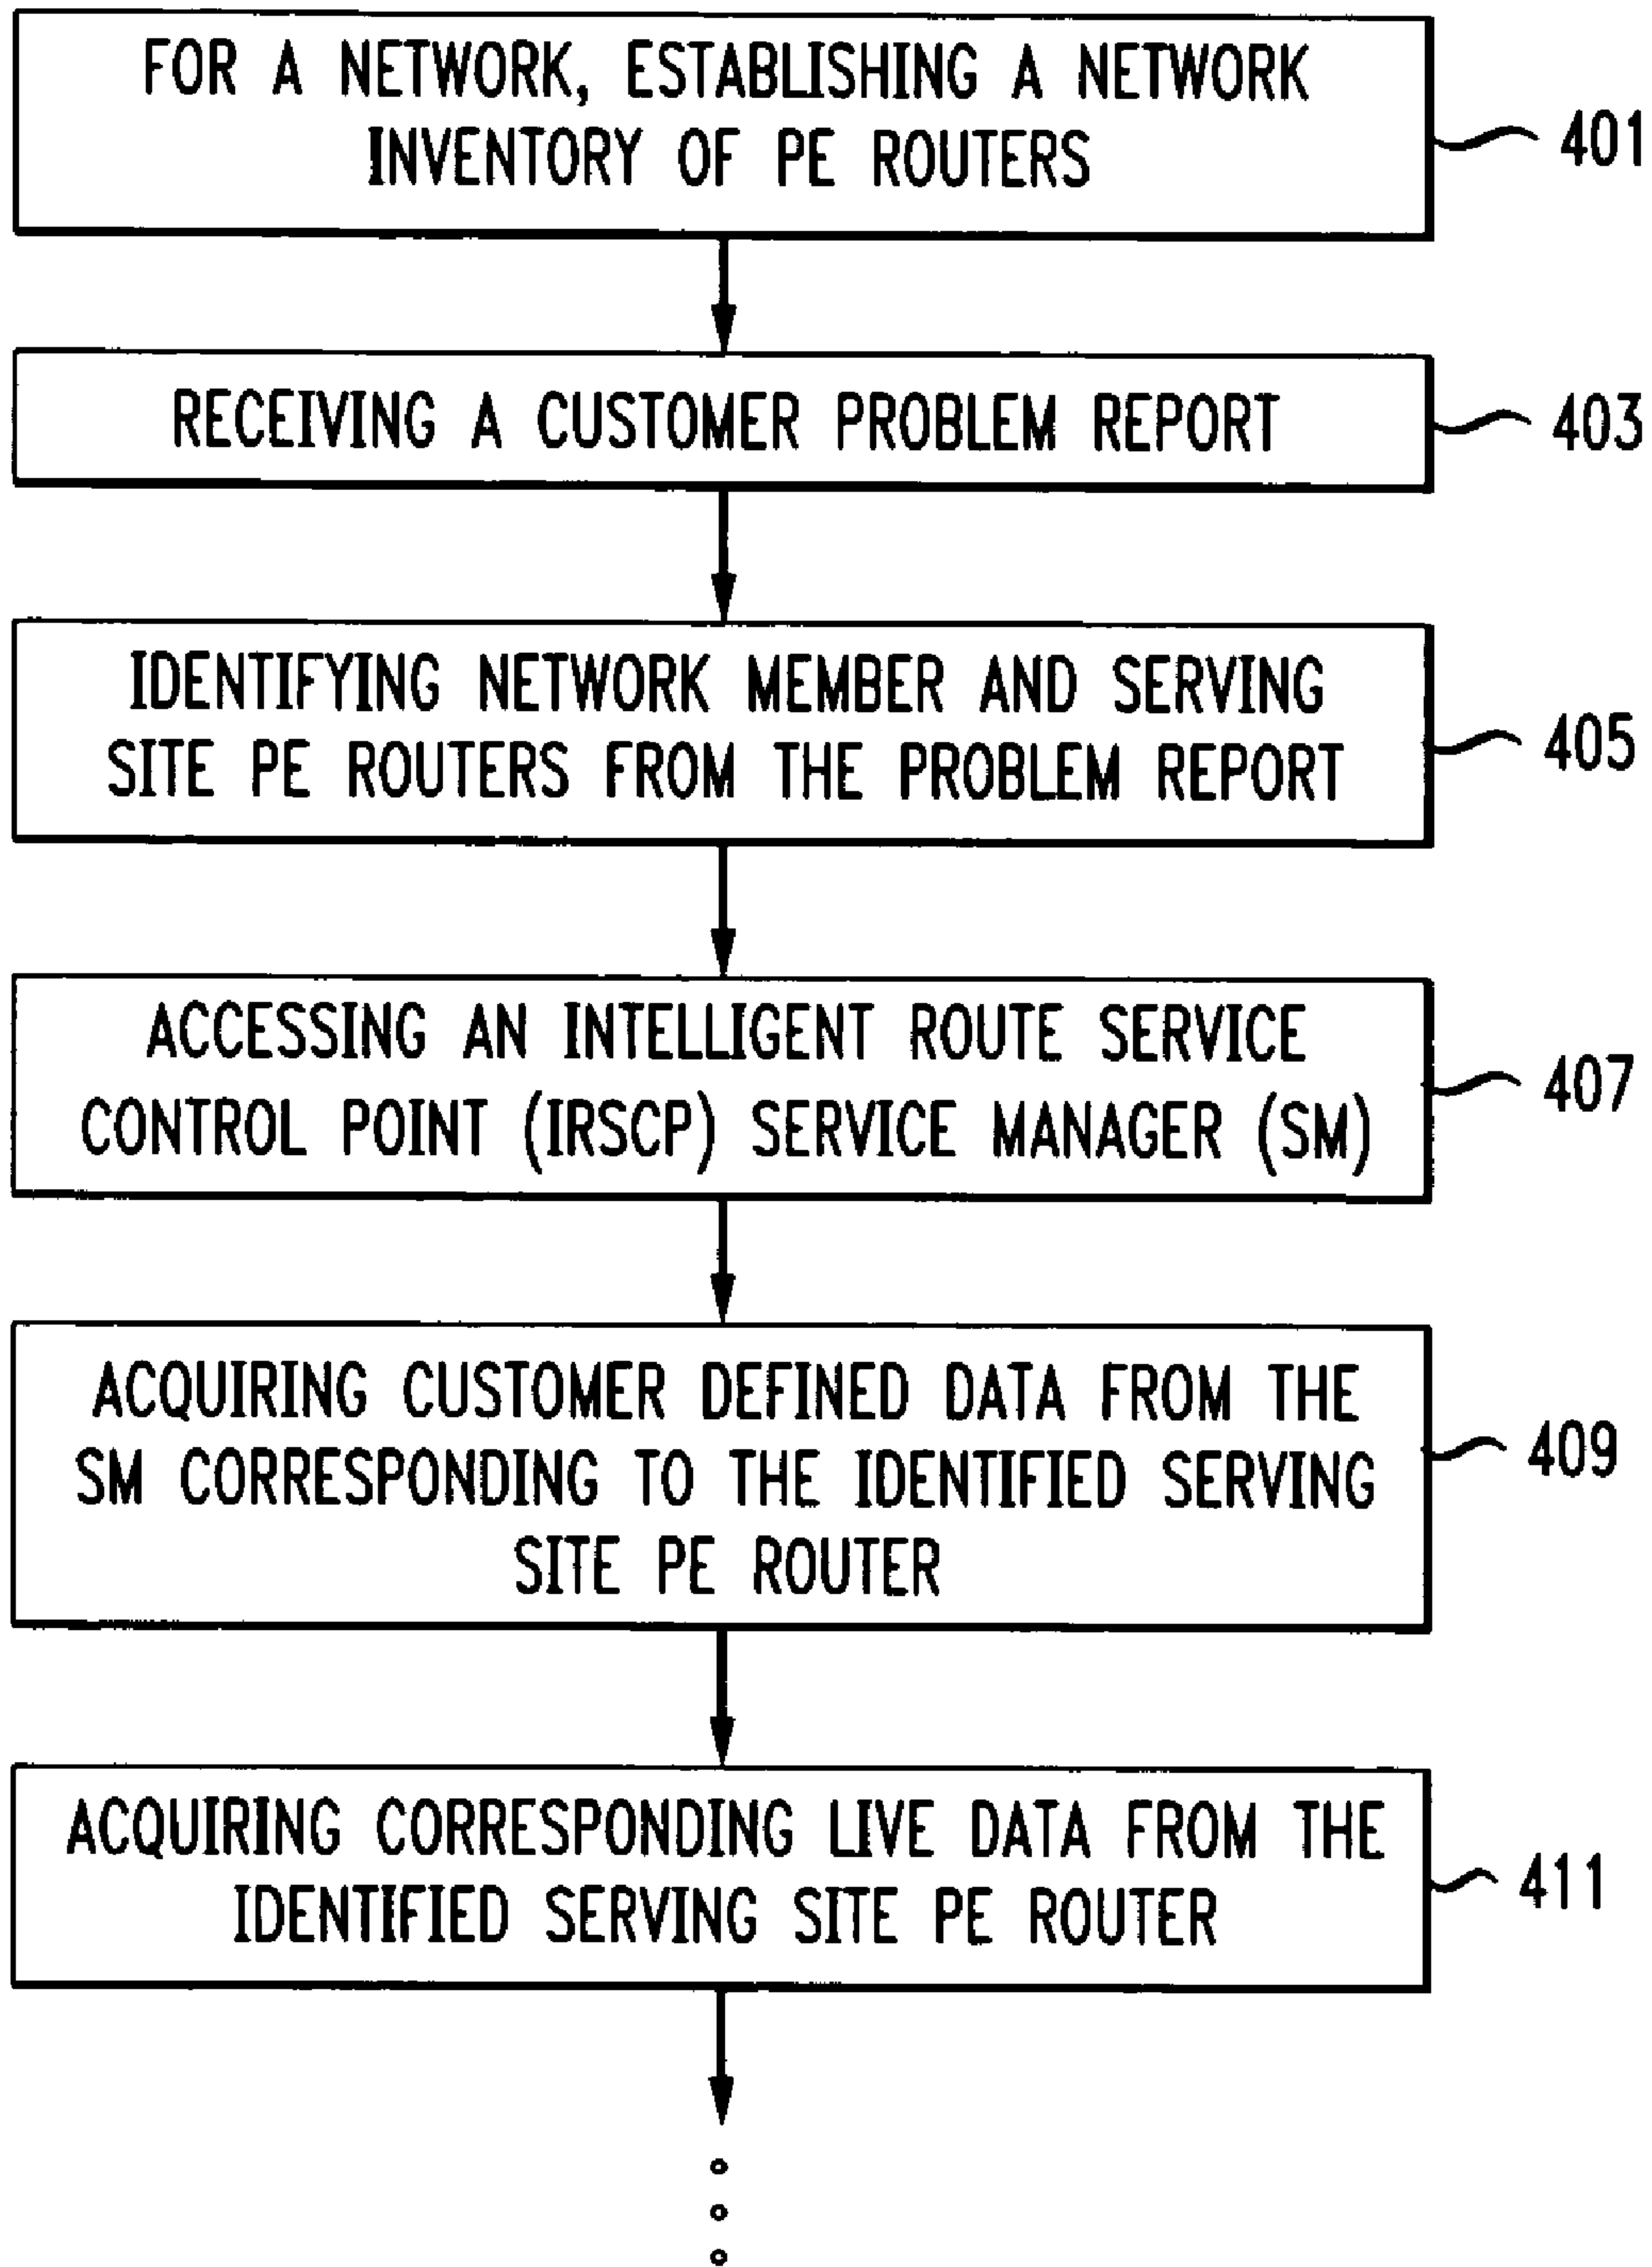 FOR A NETWORK, ESTABLISHING A NETWORK
INVENTORY OF PE ROUTERS
401
RECEIVING A CUSTOMER PROBLEM REPORT
403
IDENTIFYING NETWORK MEMBER AND SERVING
SITE PE ROUTERS FROM THE PROBLEM REPORT
405
ACCESSING AN INTELLIGENT ROUTE SERVICE
CONTROL POINT (IRSCP) SERVICE MANAGER (SM)
407
ACQUIRING CUSTOMER DEFINED DATA FROM THE
SM CORRESPONDING TO THE IDENTIFIED SERVING
SITE PE ROUTER
409
ACQUIRING CORRESPONDING LIVE DATA FROM THE
IDENTIFIED SERVING SITE PE ROUTER
411